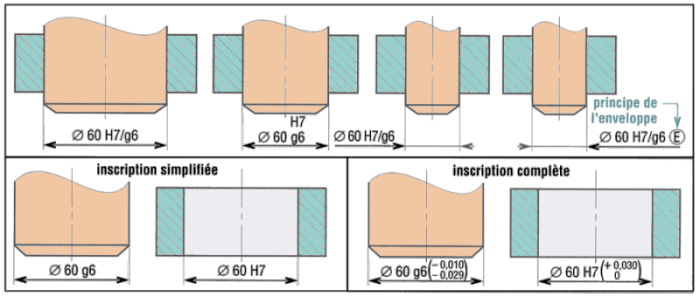 principe de
l'enveloppe
Ø 60 H7/g6
H7
Ø 60 g6
Ø 60 H7/g6
Ø 60 H7/g6 Ⓔ
inscription simplifiée
inscription complète
Ø 60 g6
Ø 60 H7
Ø 60 g6(−0,010
−0,029)
Ø 60 H7(+0,030
0)